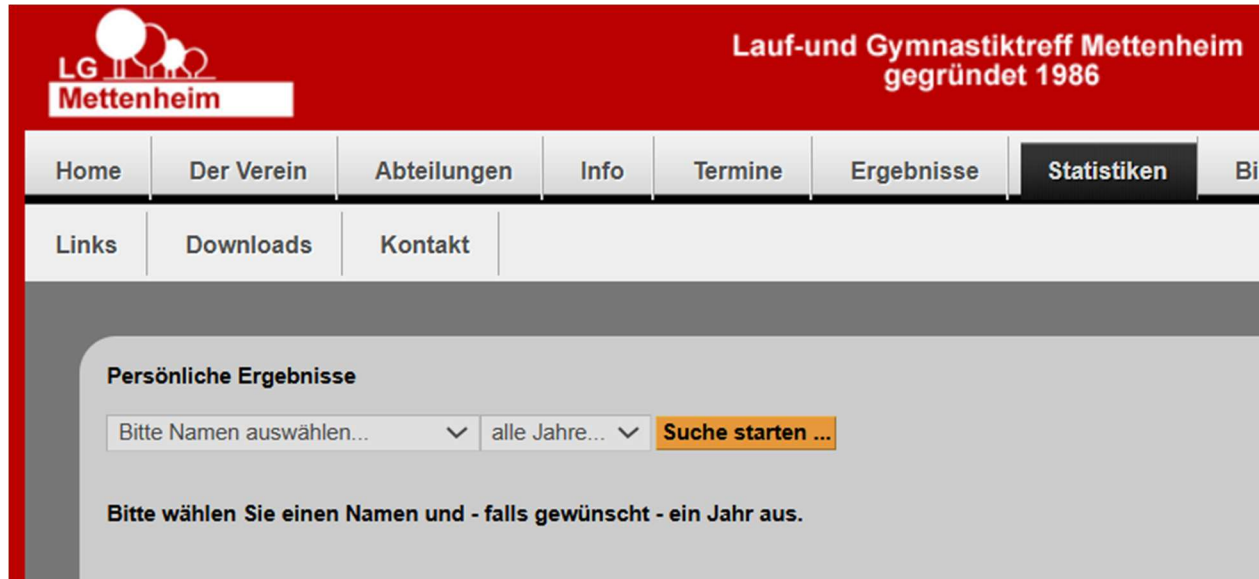 LG
Mettenheim
Lauf-und Gymnastiktreff Mettenheim
gegründet 1986
Home Der Verein Abteilungen Info Termine Ergebnisse Statistiken Bi
Links Downloads Kontakt
Persönliche Ergebnisse
Bitte Namen auswählen... alle Jahre... Suche starten ...
Bitte wählen Sie einen Namen und - falls gewünscht - ein Jahr aus.